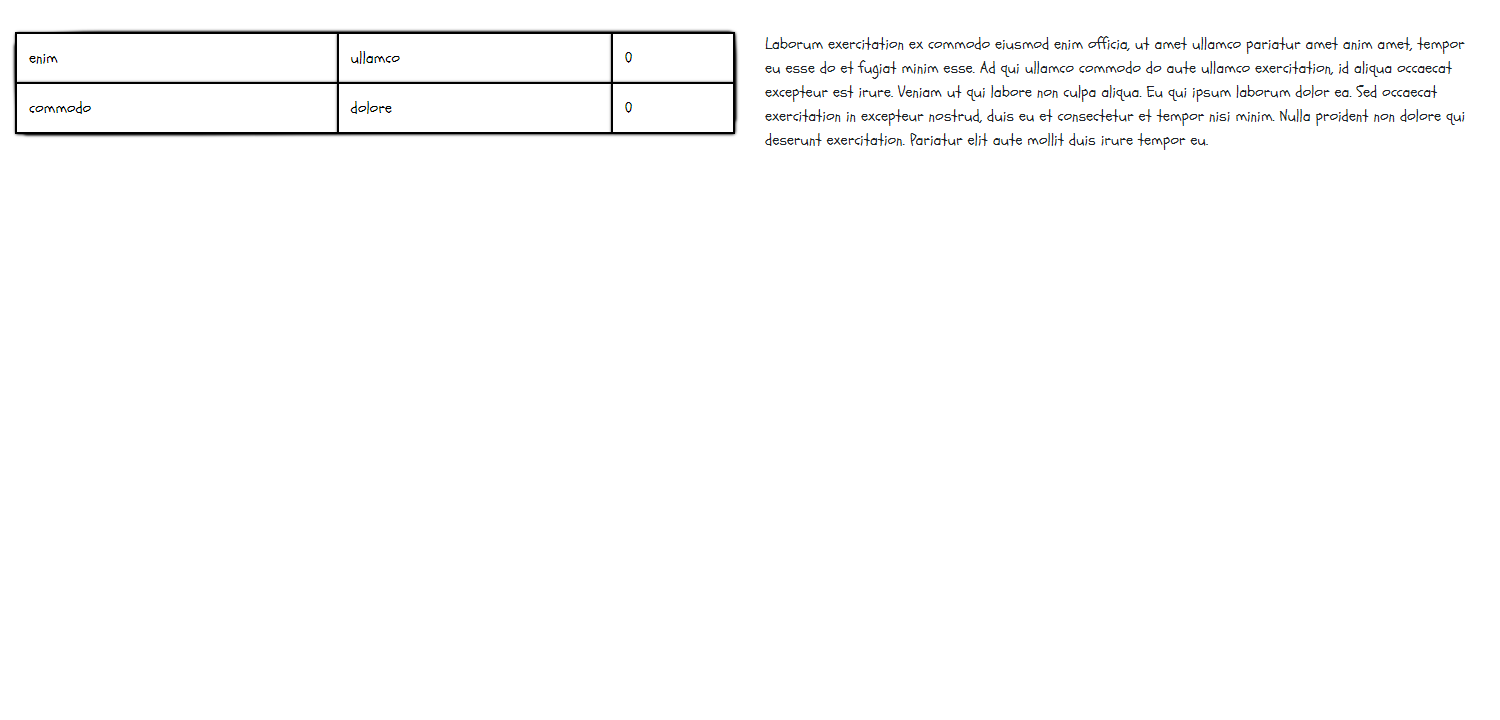 enim ullamco 0
commodo dolore 0
Laborum exercitation ex commodo eiusmod enim officia, ut amet ullamco pariatur amet anim amet, tempor
eu esse do et fugiat minim esse. Ad qui ullamco commodo do aute ullamco exercitation, id aliqua occaecat
excepteur est irure. Veniam ut qui labore non culpa aliqua. Eu qui ipsum laborum dolor ea. Sed occaecat
exercitation in excepteur nostrud, duis eu et consectetur et tempor nisi minim. Nulla proident non dolore qui
deserunt exercitation. Pariatur elit aute mollit duis irure tempor eu.